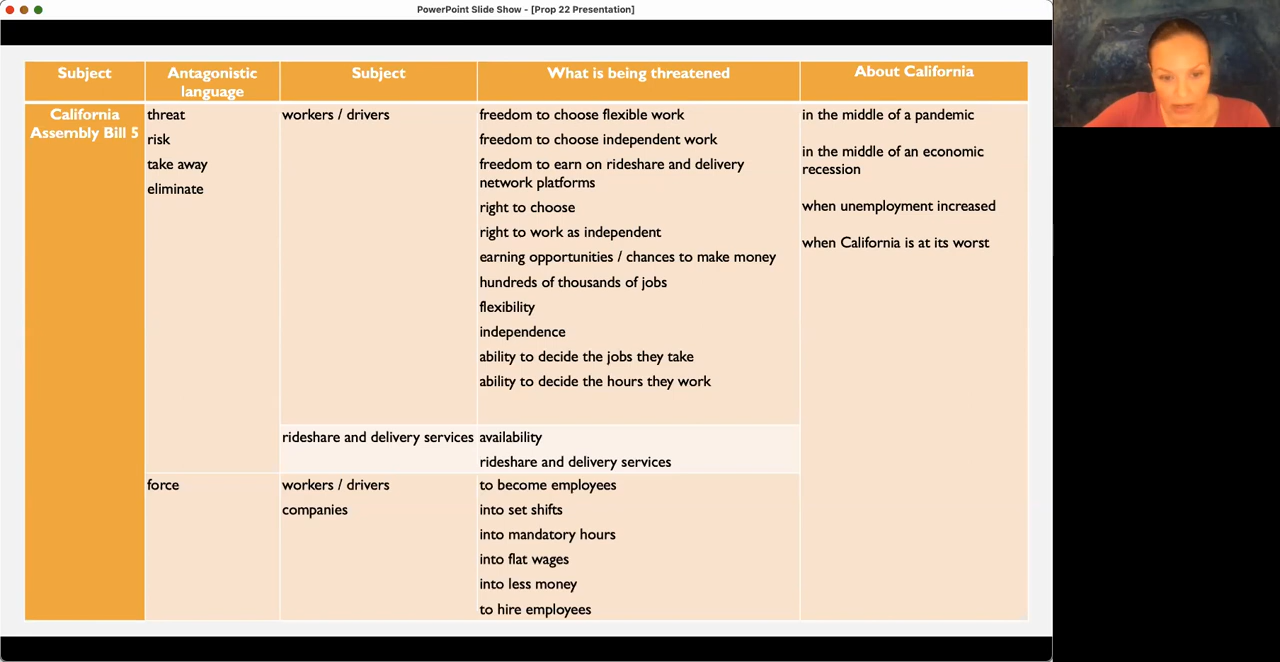 PowerPoint Slide Show - [Prop 22 Presentation]
Subject
Antagonistic
language
Subject
What is being threatened
About California
California
Assembly Bill 5
threat
risk
take away
eliminate
workers / drivers
freedom to choose flexible work
freedom to choose independent work
freedom to earn on rideshare and delivery
network platforms
right to choose
right to work as independent
earning opportunities / chances to make money
hundreds of thousands of jobs
flexibility
independence
ability to decide the jobs they take
ability to decide the hours they work
in the middle of a pandemic
in the middle of an economic
recession
when unemployment increased
when California is at its worst
rideshare and delivery services
availability
rideshare and delivery services
force
workers / drivers
companies
to become employees
into set shifts
into mandatory hours
into flat wages
into less money
to hire employees